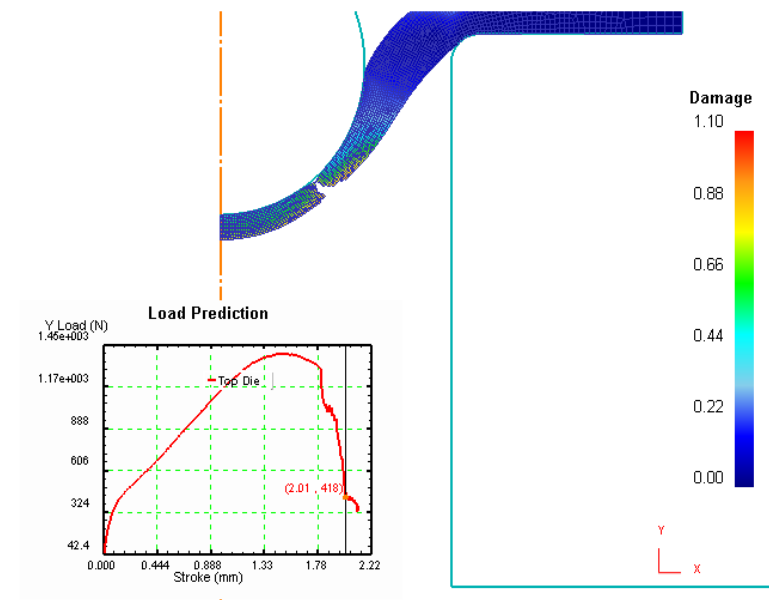 Damage
1.10
0.88
0.66
0.44
0.22
0.00
Load Prediction
Y Load (N)
1.46e+003
1.17e+003
888
606
324
42.4
Top Die
(2.01 , 418)
0.000 0.444 0.888 1.33 1.78 2.22
Stroke (mm)
Y
X